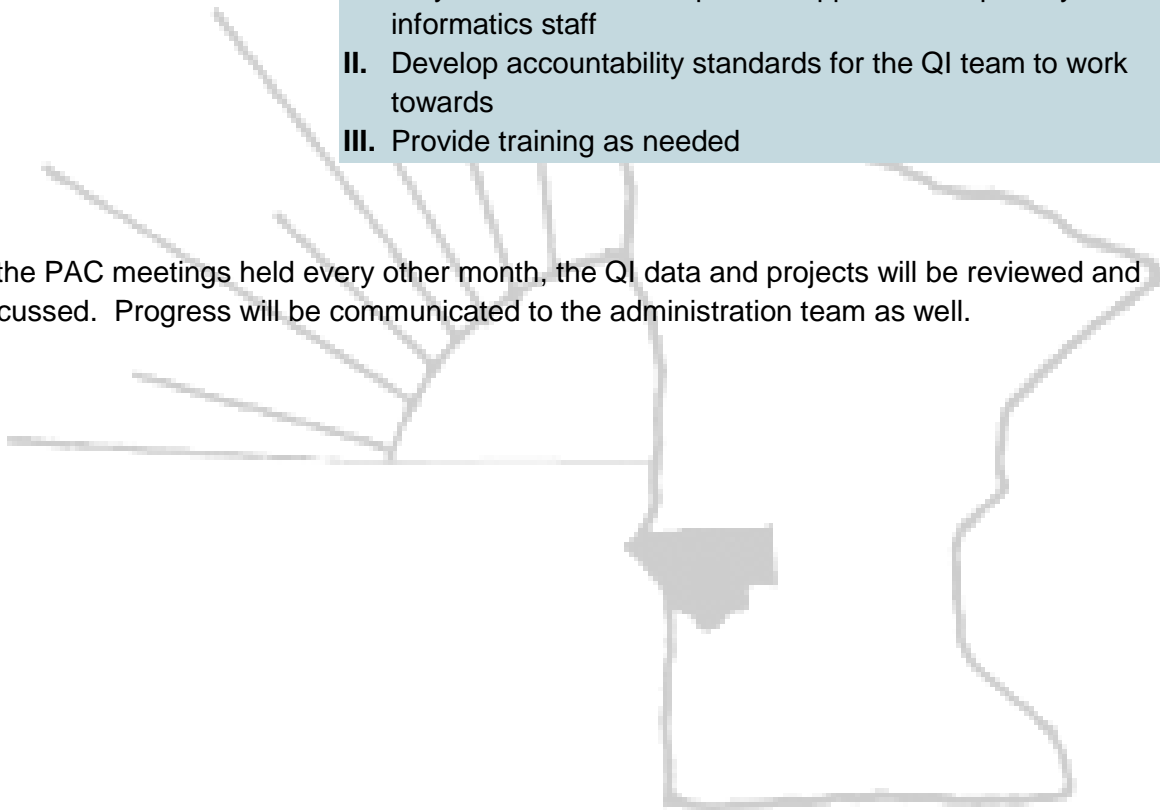 informatics staff
II. Develop accountability standards for the QI team to work
towards
III. Provide training as needed
the PAC meetings held every other month, the QI data and projects will be reviewed and
cussed.  Progress will be communicated to the administration team as well.